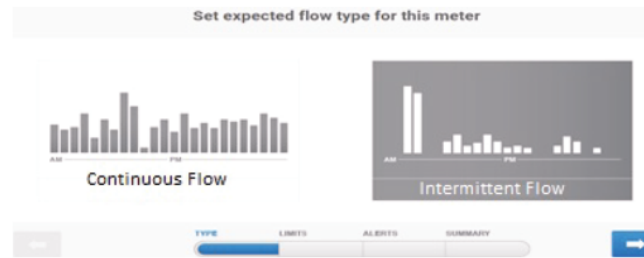 Set expected flow type for this meter
AM PM
Continuous Flow
AM PM
Intermittent Flow
TYPE LIMITS ALERTS SUMMARY